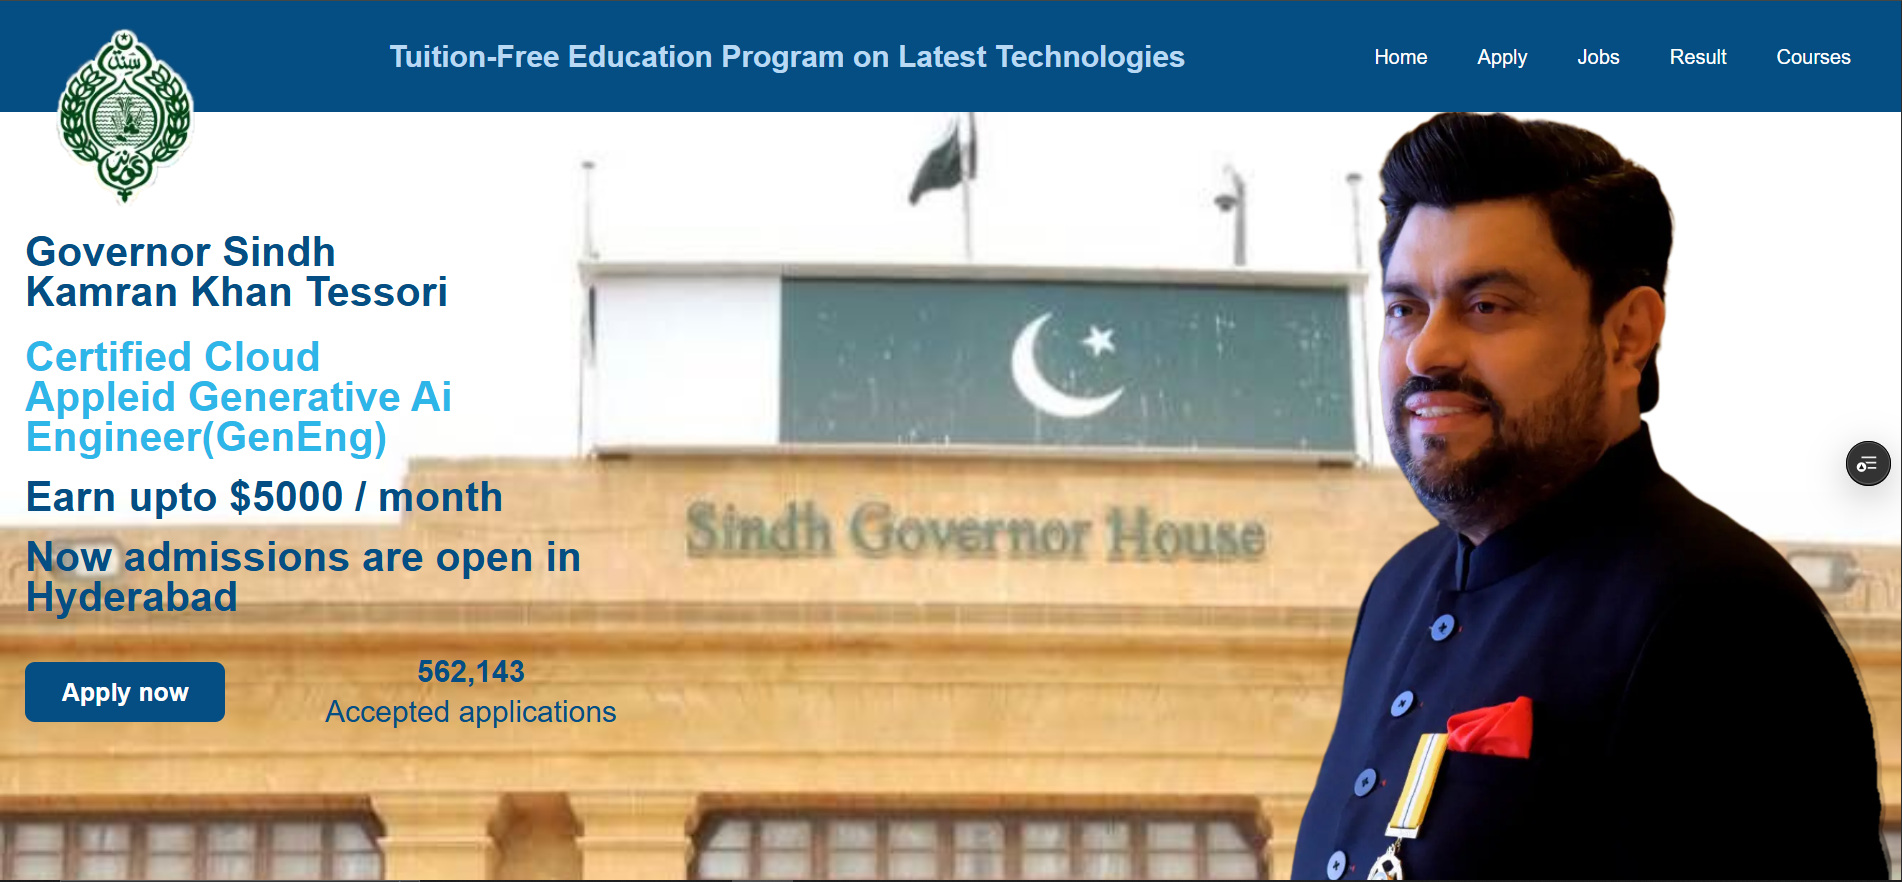 Tuition-Free Education Program on Latest Technologies
Home Apply Jobs Result Courses
Governor Sindh
Kamran Khan Tessori
Certified Cloud
Appleid Generative Ai
Engineer(GenEng)
Earn upto $5000 / month
Now admissions are open in
Hyderabad
Apply now
562,143
Accepted applications
Sindh Governor House